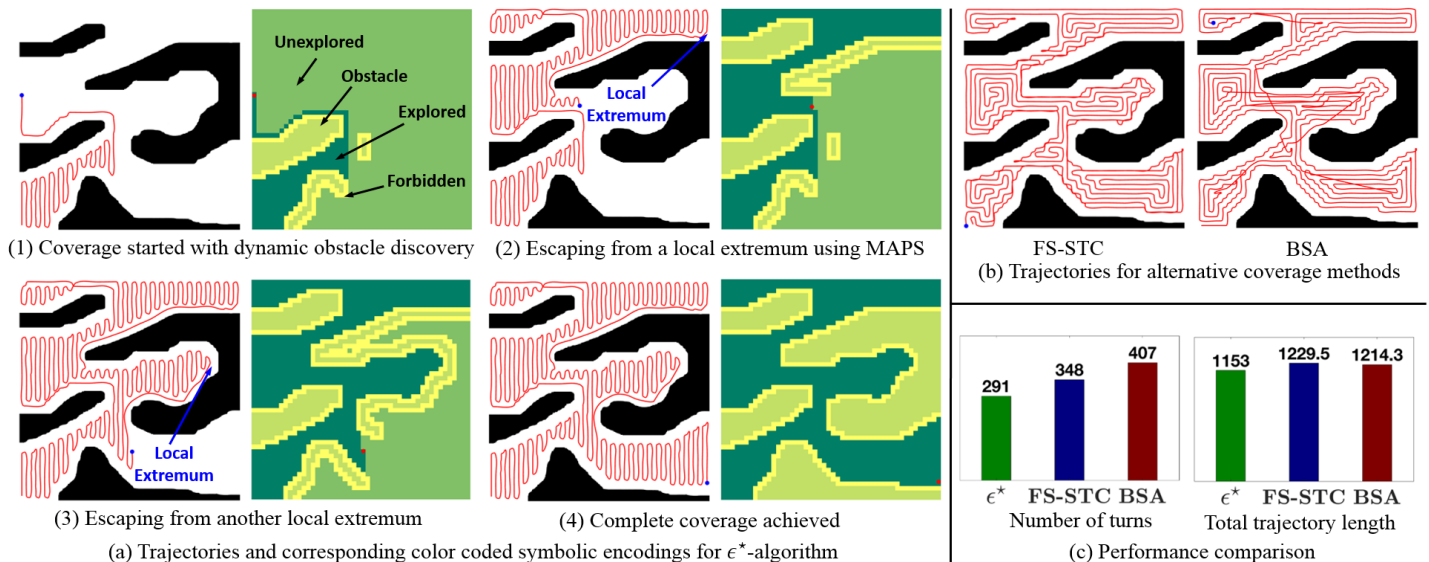 Unexplored
Obstacle
Explored
Forbidden
(1) Coverage started with dynamic obstacle discovery
Local
Extremum
(2) Escaping from a local extremum using MAPS
Local
Extremum
(3) Escaping from another local extremum
(4) Complete coverage achieved
(a) Trajectories and corresponding color coded symbolic encodings for ϵ⋆-algorithm
FS-STC
BSA
(b) Trajectories for alternative coverage methods
291
348
407
ϵ⋆ FS-STC BSA
Number of turns
1153
1229.5
1214.3
ϵ⋆ FS-STC BSA
Total trajectory length
(c) Performance comparison